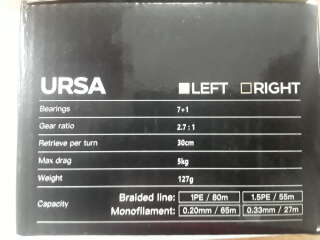 URSA ■LEFT □RIGHT
Bearings 7+1
Gear ratio 2.7:1
Retrieve per turn 30cm
Max drag 5kg
Weight 127g
Capacity Braided line: 1PE / 80m 1.5PE / 55m
Monofilament: 0.20mm / 65m 0.33mm / 27m